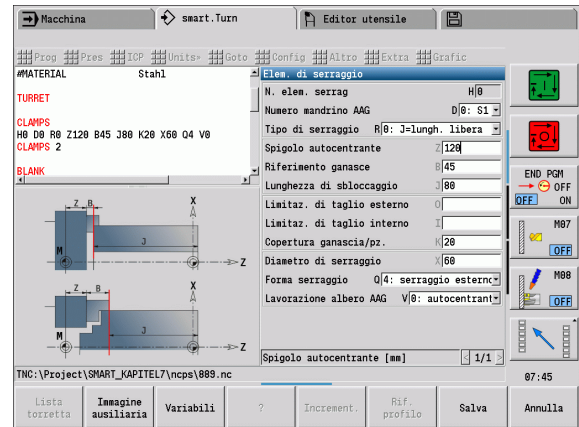 Macchina
smart.Turn
Editor utensile
Prog Pres ICP Units» Goto Config Altro Extra Grafic
#MATERIAL Stahl
TURRET
CLAMPS
H0 D0 R0 Z120 B45 J80 K20 X60 Q4 V0
CLAMPS 2
BLANK
Elem. di serraggio
N. elem. serrag H 0
Numero mandrino AAG D 0: S1
Tipo di serraggio R 0: J=lungh. libera
Spigolo autocentrante Z 120
Riferimento ganasce B 45
Lunghezza di sbloccaggio J 80
Limitaz. di taglio esterno O
Limitaz. di taglio interno I
Copertura ganascia/pz. K 20
Diametro di serraggio X 60
Forma serraggio Q 4: serraggio esterno
Lavorazione albero AAG V 0: autocentrant
Spigolo autocentrante [mm] < 1/1 >
Z B X
J
M Z
Z B X
J
M Z
TNC:\Project\SMART_KAPITEL7\ncps\889.nc
END PGM
OFF
OFF ON
M07
OFF
M08
OFF
07:45
Lista torretta
Immagine ausiliaria
Variabili
?
Increment.
Rif. profilo
Salva
Annulla